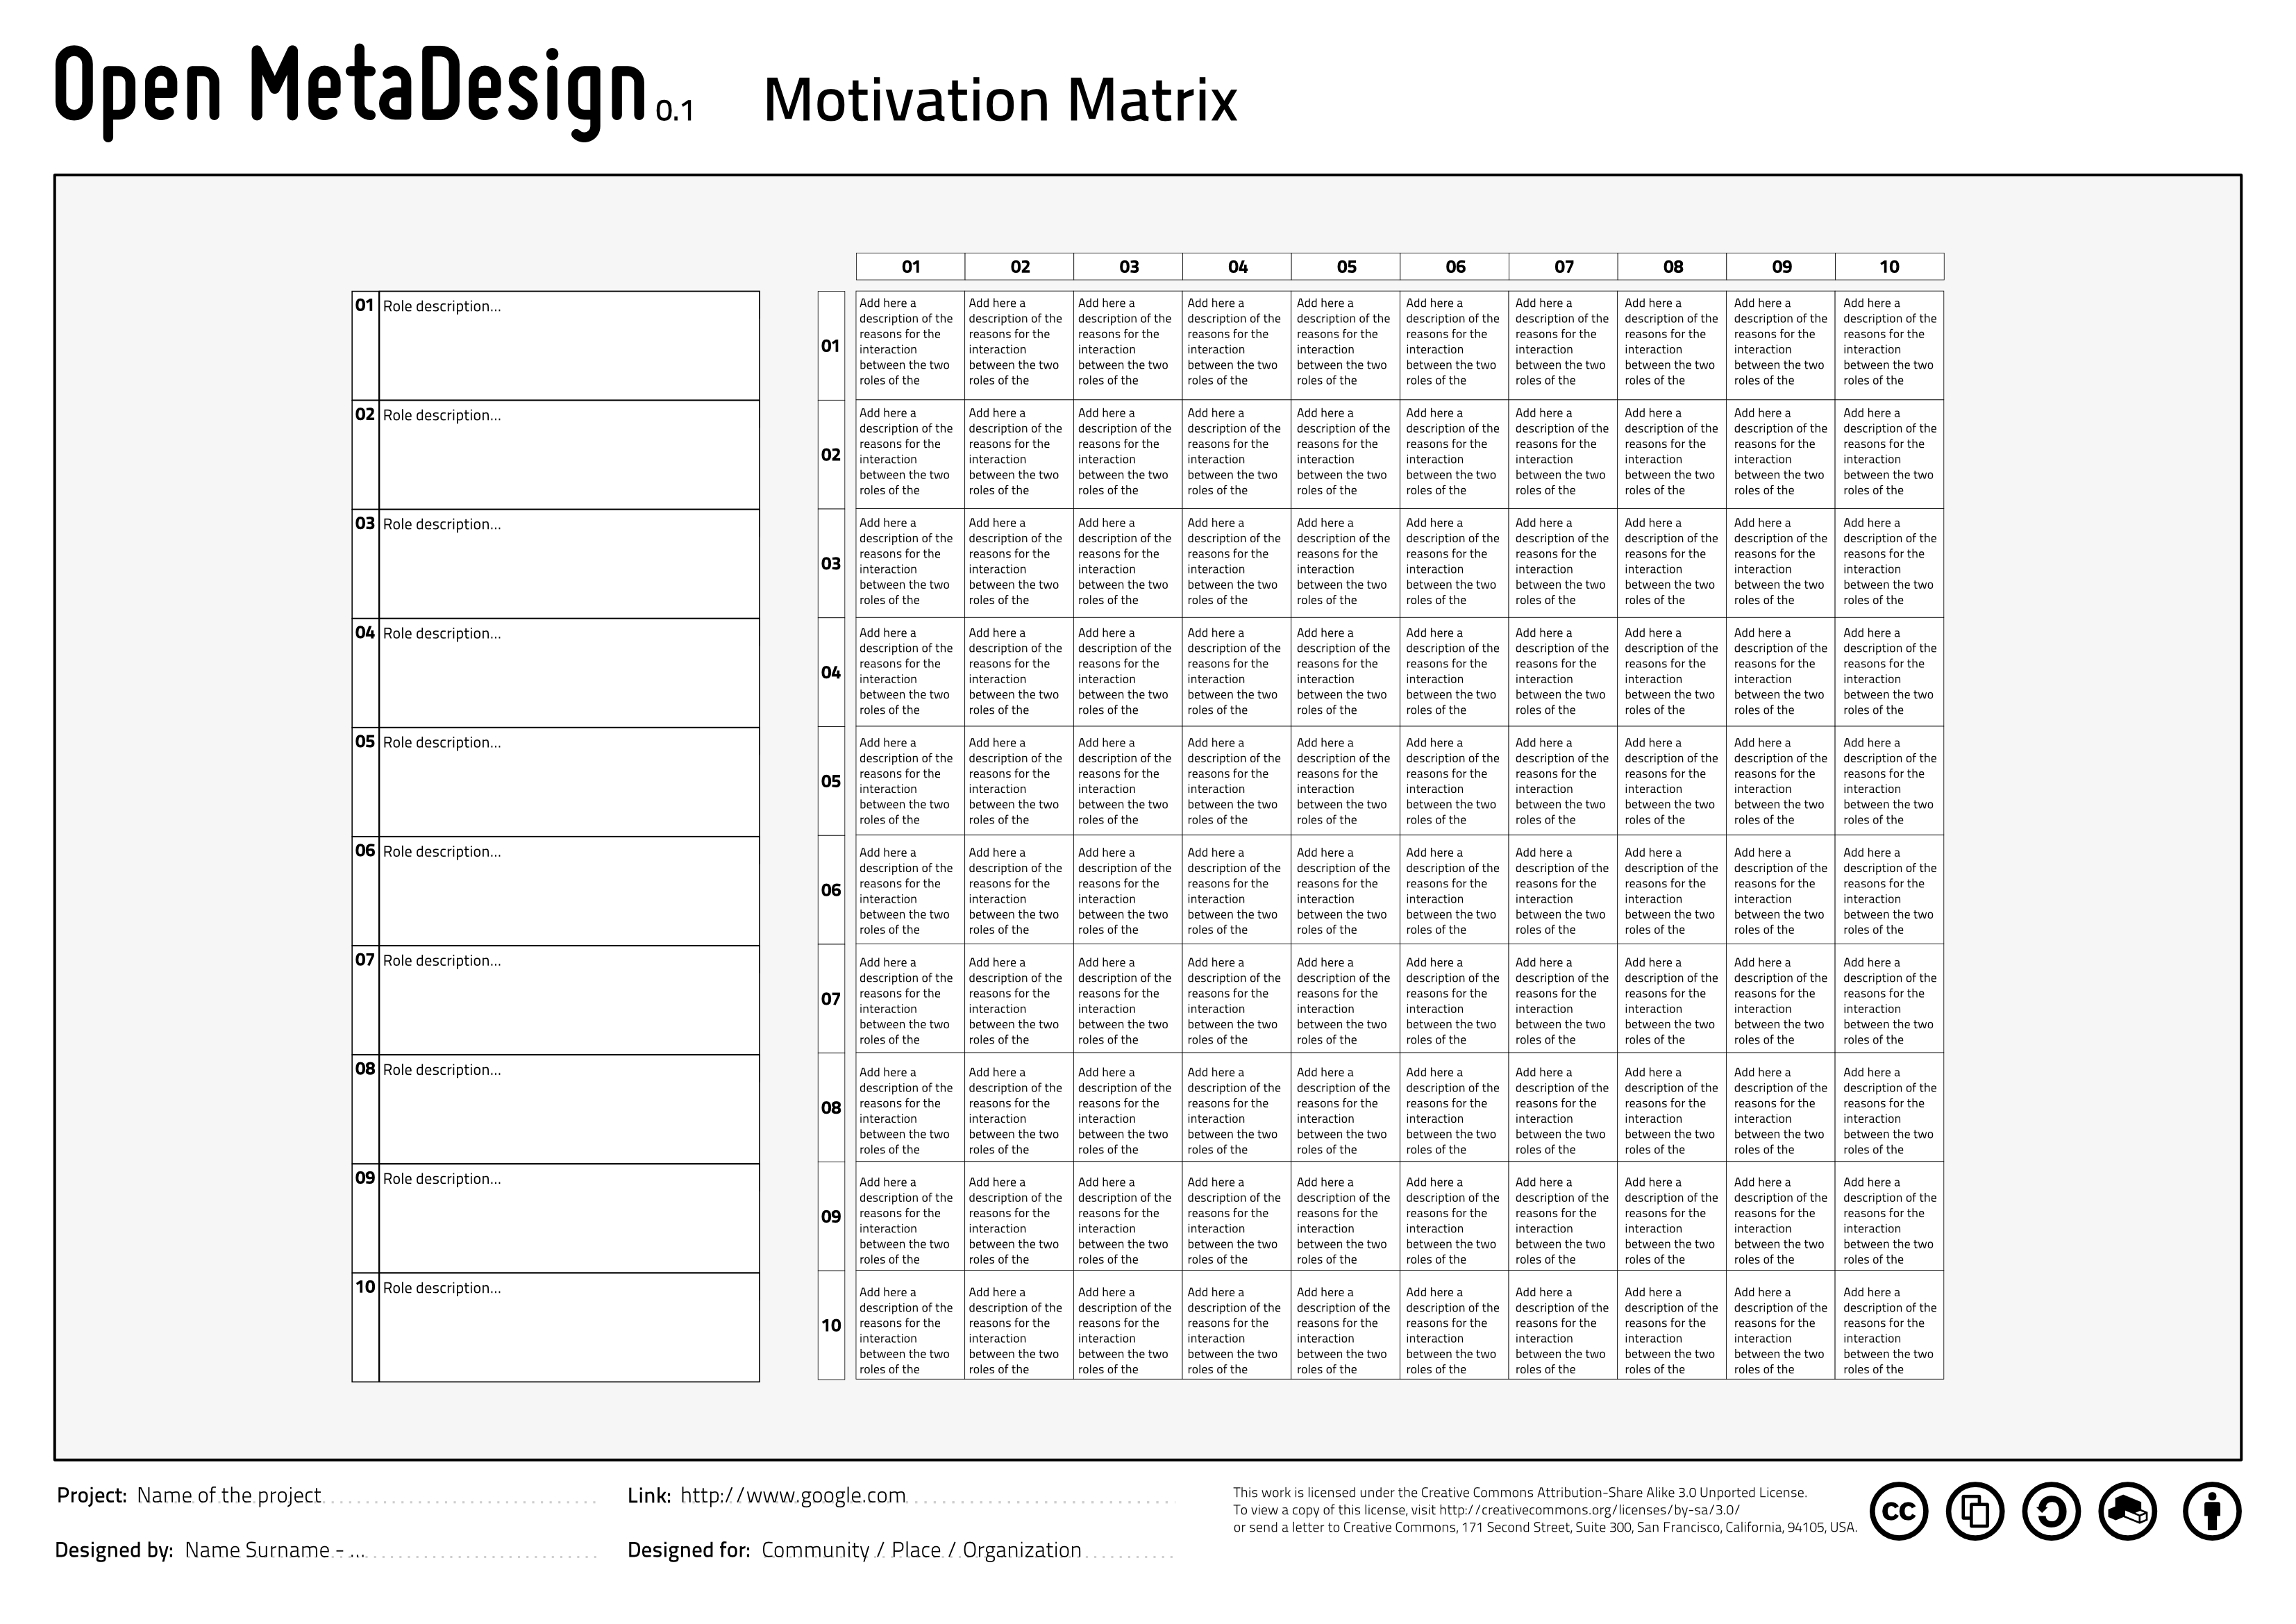 Open MetaDesign 0.1 Motivation Matrix
01 Role description...
02 Role description...
03 Role description...
04 Role description...
05 Role description...
06 Role description...
07 Role description...
08 Role description...
09 Role description...
10 Role description...
01 02 03 04 05 06 07 08 09 10
01
Add here a Add here a Add here a Add here a Add here a Add here a Add here a Add here a Add here a Add here a
description of the description of the description of the description of the description of the description of the description of the description of the description of the description of the
reasons for the reasons for the reasons for the reasons for the reasons for the reasons for the reasons for the reasons for the reasons for the reasons for the
interaction interaction interaction interaction interaction interaction interaction interaction interaction interaction
between the two between the two between the two between the two between the two between the two between the two between the two between the two between the two
roles of the roles of the roles of the roles of the roles of the roles of the roles of the roles of the roles of the roles of the
02
Add here a Add here a Add here a Add here a Add here a Add here a Add here a Add here a Add here a Add here a
description of the description of the description of the description of the description of the description of the description of the description of the description of the description of the
reasons for the reasons for the reasons for the reasons for the reasons for the reasons for the reasons for the reasons for the reasons for the reasons for the
interaction interaction interaction interaction interaction interaction interaction interaction interaction interaction
between the two between the two between the two between the two between the two between the two between the two between the two between the two between the two
roles of the roles of the roles of the roles of the roles of the roles of the roles of the roles of the roles of the roles of the
03
Add here a Add here a Add here a Add here a Add here a Add here a Add here a Add here a Add here a Add here a
description of the description of the description of the description of the description of the description of the description of the description of the description of the description of the
reasons for the reasons for the reasons for the reasons for the reasons for the reasons for the reasons for the reasons for the reasons for the reasons for the
interaction interaction interaction interaction interaction interaction interaction interaction interaction interaction
between the two between the two between the two between the two between the two between the two between the two between the two between the two between the two
roles of the roles of the roles of the roles of the roles of the roles of the roles of the roles of the roles of the roles of the
04
Add here a Add here a Add here a Add here a Add here a Add here a Add here a Add here a Add here a Add here a
description of the description of the description of the description of the description of the description of the description of the description of the description of the description of the
reasons for the reasons for the reasons for the reasons for the reasons for the reasons for the reasons for the reasons for the reasons for the reasons for the
interaction interaction interaction interaction interaction interaction interaction interaction interaction interaction
between the two between the two between the two between the two between the two between the two between the two between the two between the two between the two
roles of the roles of the roles of the roles of the roles of the roles of the roles of the roles of the roles of the roles of the
05
Add here a Add here a Add here a Add here a Add here a Add here a Add here a Add here a Add here a Add here a
description of the description of the description of the description of the description of the description of the description of the description of the description of the description of the
reasons for the reasons for the reasons for the reasons for the reasons for the reasons for the reasons for the reasons for the reasons for the reasons for the
interaction interaction interaction interaction interaction interaction interaction interaction interaction interaction
between the two between the two between the two between the two between the two between the two between the two between the two between the two between the two
roles of the roles of the roles of the roles of the roles of the roles of the roles of the roles of the roles of the roles of the
06
Add here a Add here a Add here a Add here a Add here a Add here a Add here a Add here a Add here a Add here a
description of the description of the description of the description of the description of the description of the description of the description of the description of the description of the
reasons for the reasons for the reasons for the reasons for the reasons for the reasons for the reasons for the reasons for the reasons for the reasons for the
interaction interaction interaction interaction interaction interaction interaction interaction interaction interaction
between the two between the two between the two between the two between the two between the two between the two between the two between the two between the two
roles of the roles of the roles of the roles of the roles of the roles of the roles of the roles of the roles of the roles of the
07
Add here a Add here a Add here a Add here a Add here a Add here a Add here a Add here a Add here a Add here a
description of the description of the description of the description of the description of the description of the description of the description of the description of the description of the
reasons for the reasons for the reasons for the reasons for the reasons for the reasons for the reasons for the reasons for the reasons for the reasons for the
interaction interaction interaction interaction interaction interaction interaction interaction interaction interaction
between the two between the two between the two between the two between the two between the two between the two between the two between the two between the two
roles of the roles of the roles of the roles of the roles of the roles of the roles of the roles of the roles of the roles of the
08
Add here a Add here a Add here a Add here a Add here a Add here a Add here a Add here a Add here a Add here a
description of the description of the description of the description of the description of the description of the description of the description of the description of the description of the
reasons for the reasons for the reasons for the reasons for the reasons for the reasons for the reasons for the reasons for the reasons for the reasons for the
interaction interaction interaction interaction interaction interaction interaction interaction interaction interaction
between the two between the two between the two between the two between the two between the two between the two between the two between the two between the two
roles of the roles of the roles of the roles of the roles of the roles of the roles of the roles of the roles of the roles of the
09
Add here a Add here a Add here a Add here a Add here a Add here a Add here a Add here a Add here a Add here a
description of the description of the description of the description of the description of the description of the description of the description of the description of the description of the
reasons for the reasons for the reasons for the reasons for the reasons for the reasons for the reasons for the reasons for the reasons for the reasons for the
interaction interaction interaction interaction interaction interaction interaction interaction interaction interaction
between the two between the two between the two between the two between the two between the two between the two between the two between the two between the two
roles of the roles of the roles of the roles of the roles of the roles of the roles of the roles of the roles of the roles of the
10
Add here a Add here a Add here a Add here a Add here a Add here a Add here a Add here a Add here a Add here a
description of the description of the description of the description of the description of the description of the description of the description of the description of the description of the
reasons for the reasons for the reasons for the reasons for the reasons for the reasons for the reasons for the reasons for the reasons for the reasons for the
interaction interaction interaction interaction interaction interaction interaction interaction interaction interaction
between the two between the two between the two between the two between the two between the two between the two between the two between the two between the two
roles of the roles of the roles of the roles of the roles of the roles of the roles of the roles of the roles of the roles of the
Project: Name of the project
Designed by: Name Surname - ...
Link: http://www.google.com
Designed for: Community / Place / Organization
This work is licensed under the Creative Commons Attribution-Share Alike 3.0 Unported License.
To view a copy of this license, visit http://creativecommons.org/licenses/by-sa/3.0/
or send a letter to Creative Commons, 171 Second Street, Suite 300, San Francisco, California, 94105, USA.
cc